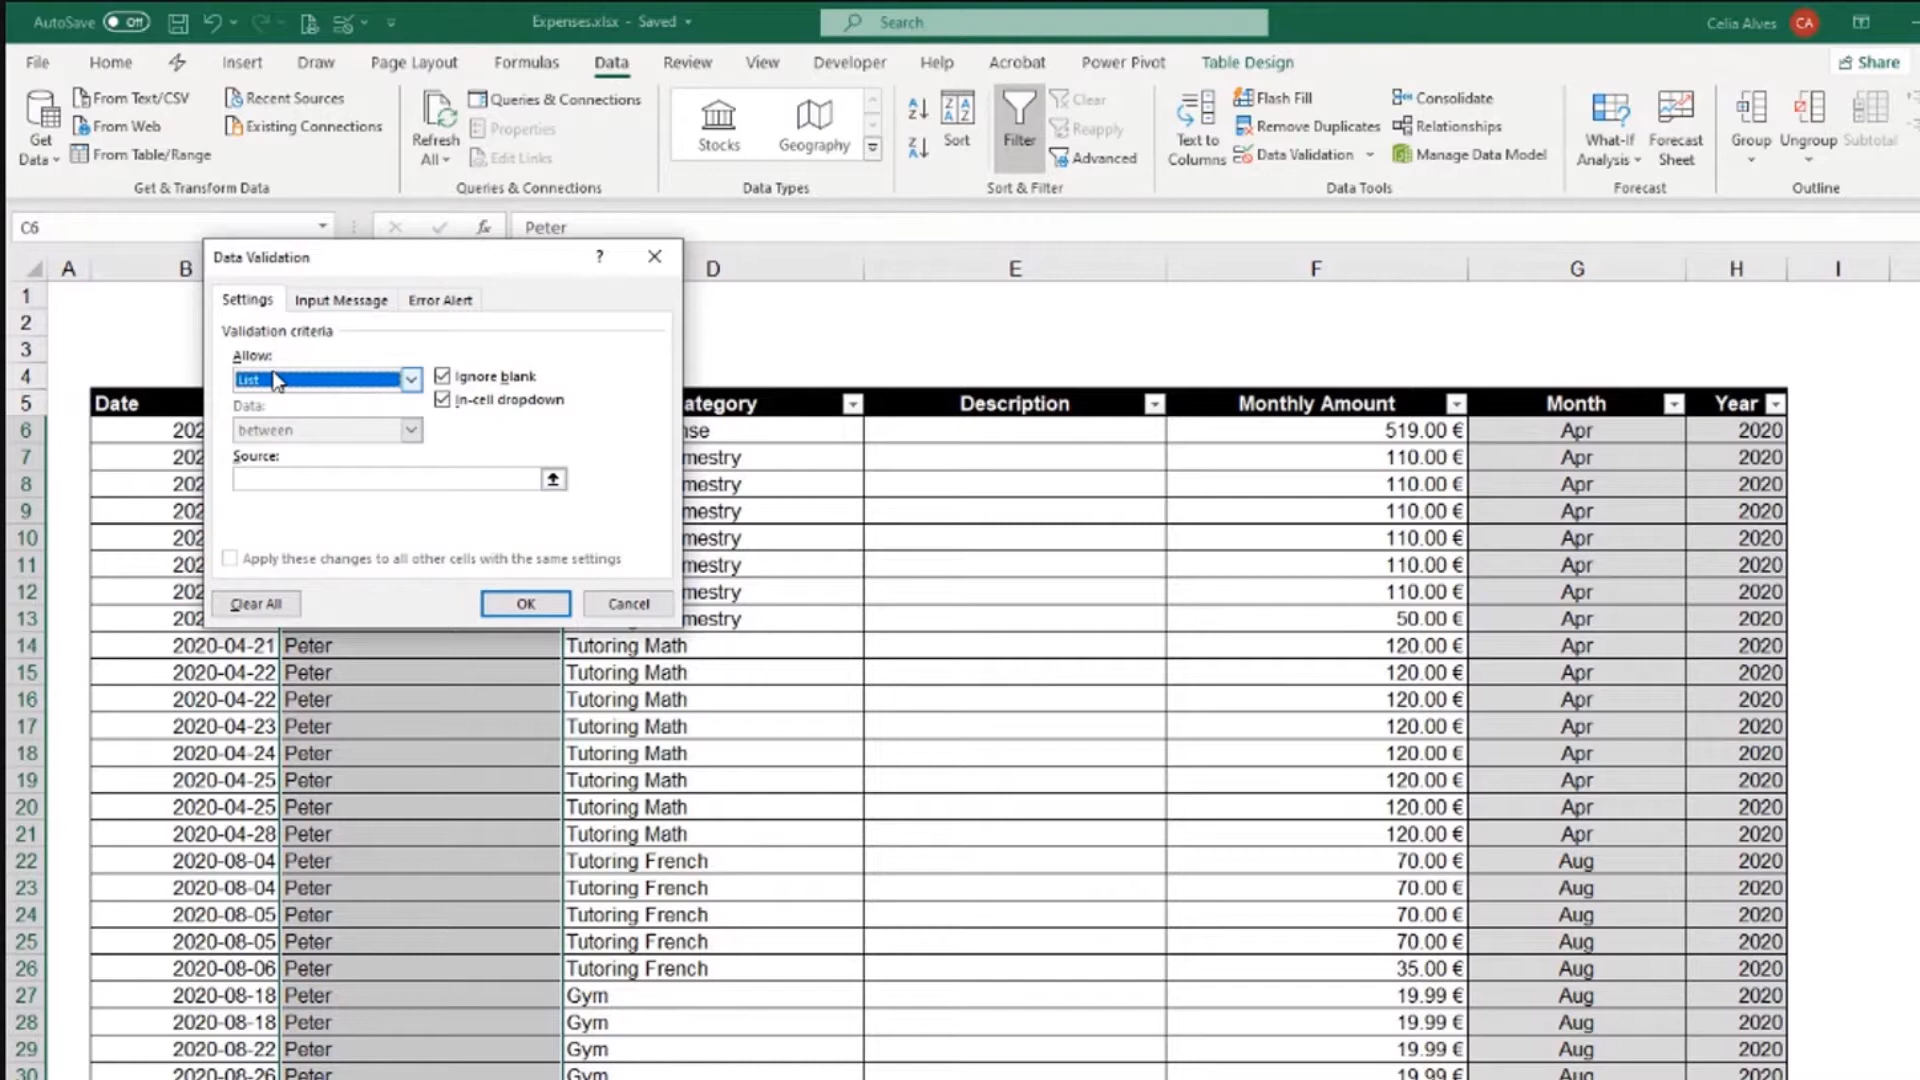 AutoSave Off Expenses.xlsx - Saved Search Celia Alves CA
File Home Insert Draw Page Layout Formulas Data Review View Developer Help Acrobat Power Pivot Table Design Share
From Text/CSV Recent Sources Queries & Connections Clear Flash Fill Consolidate
From Web Existing Connections Properties Reapply Remove Duplicates Relationships
From Table/Range Edit Links Advanced Data Validation Manage Data Model
Get Data Refresh All Stocks Geography Sort Filter Text to Columns What-If Analysis Forecast Sheet Group Ungroup Subtotal
Get & Transform Data Queries & Connections Data Types Sort & Filter Data Tools Forecast Outline
C6 fx Peter
A B D E F G H I
Data Validation ?
Settings Input Message Error Alert
Validation criteria
Allow:
List Ignore blank
In-cell dropdown
Data:
between
Source:
Apply these changes to all other cells with the same settings
Clear All OK Cancel
1
2
3
4
5 Date ategory Description Monthly Amount Month Year
6 202 nse 519.00 € Apr 2020
7 202 mestry 110.00 € Apr 2020
8 202 mestry 110.00 € Apr 2020
9 202 mestry 110.00 € Apr 2020
10 202 mestry 110.00 € Apr 2020
11 202 mestry 110.00 € Apr 2020
12 202 mestry 110.00 € Apr 2020
13 202 mestry 50.00 € Apr 2020
14 2020-04-21 Peter Tutoring Math 120.00 € Apr 2020
15 2020-04-22 Peter Tutoring Math 120.00 € Apr 2020
16 2020-04-22 Peter Tutoring Math 120.00 € Apr 2020
17 2020-04-23 Peter Tutoring Math 120.00 € Apr 2020
18 2020-04-24 Peter Tutoring Math 120.00 € Apr 2020
19 2020-04-25 Peter Tutoring Math 120.00 € Apr 2020
20 2020-04-25 Peter Tutoring Math 120.00 € Apr 2020
21 2020-04-28 Peter Tutoring Math 120.00 € Apr 2020
22 2020-08-04 Peter Tutoring French 70.00 € Aug 2020
23 2020-08-04 Peter Tutoring French 70.00 € Aug 2020
24 2020-08-05 Peter Tutoring French 70.00 € Aug 2020
25 2020-08-05 Peter Tutoring French 70.00 € Aug 2020
26 2020-08-06 Peter Tutoring French 35.00 € Aug 2020
27 2020-08-18 Peter Gym 19.99 € Aug 2020
28 2020-08-18 Peter Gym 19.99 € Aug 2020
29 2020-08-22 Peter Gym 19.99 € Aug 2020
30 2020-08-26 Peter Gym 19.99 € Aug 2020